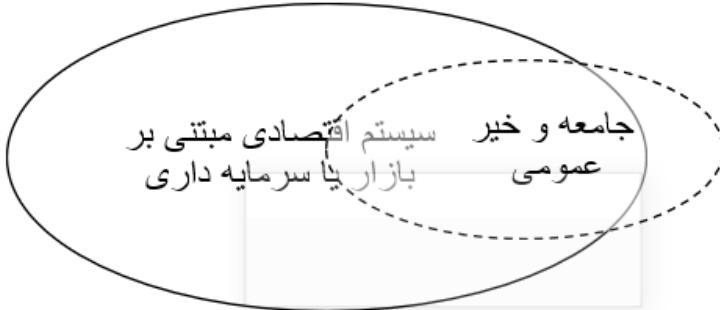 جامعه و خیر
عمومی
سیستم اقتصادی مبتنی بر
بازار یا سرمایه داری